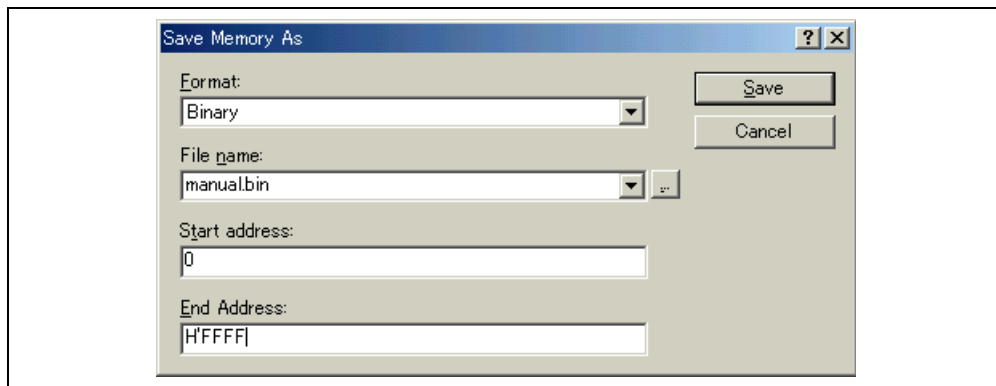 Save Memory As
Format:
Save
Binary
Cancel
File name:
manual.bin
...
Start address:
0
End Address:
H'FFFF